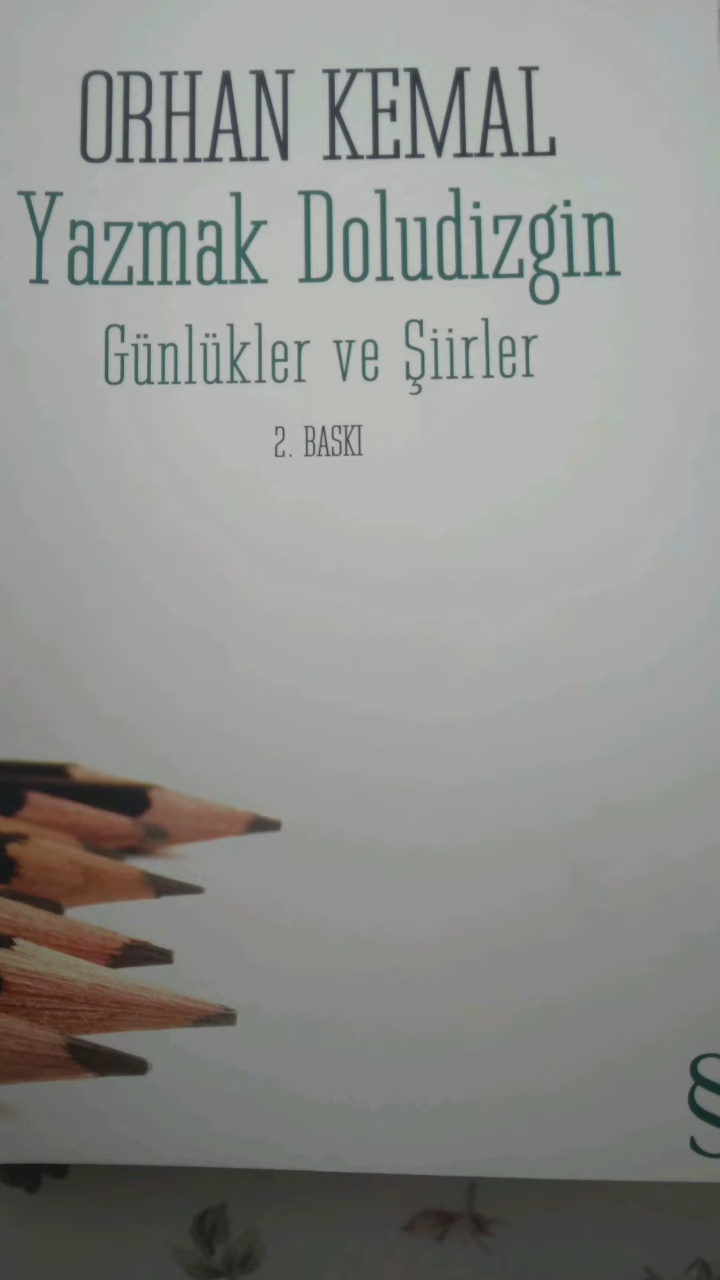 ORHAN KEMAL
Yazmak Doludizgin
Günlükler ve Şiirler
2. BASKI